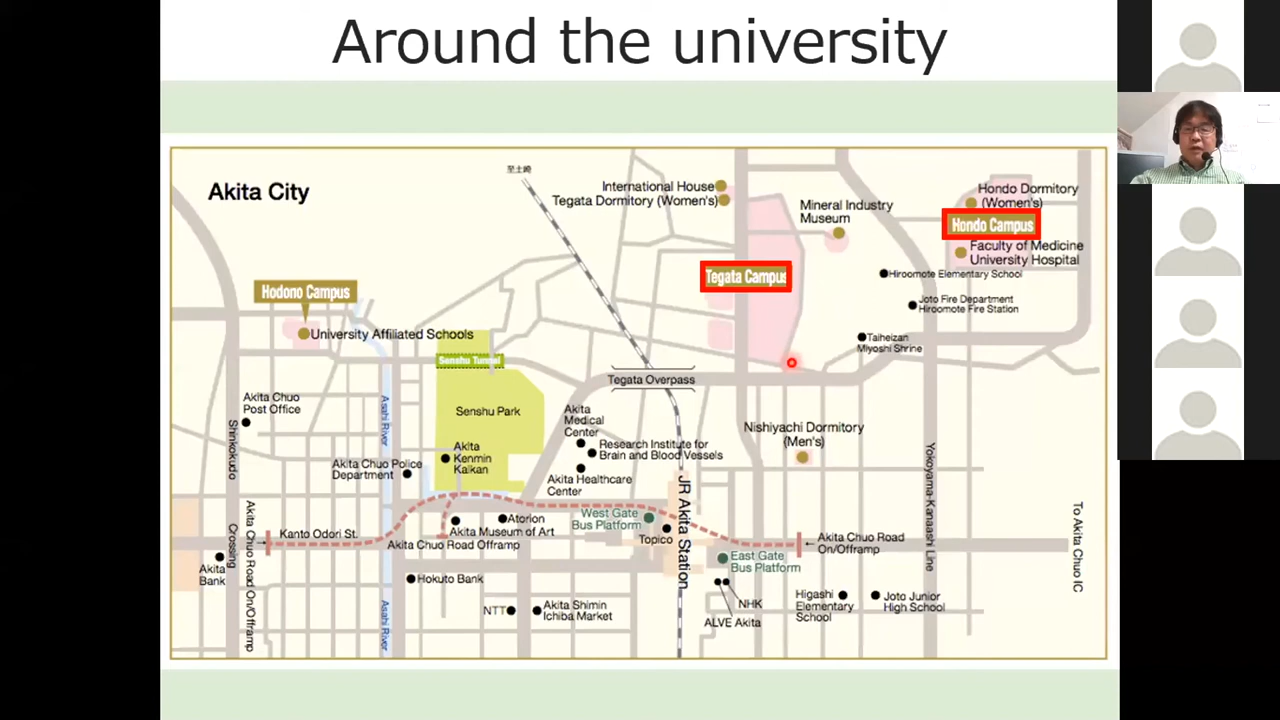 Around the university
Akita City
至土崎
International House
Tegata Dormitory (Women's)
Mineral Industry
Museum
Hondo Dormitory
(Women's)
Hondo Campus
Faculty of Medicine
University Hospital
Tegata Campus
Hiroomote Elementary School
Joto Fire Department
Hiroomote Fire Station
Taiheizan
Miyoshi Shrine
Hodono Campus
University Affiliated Schools
Senshu Tunnel
Tegata Overpass
Akita Chuo
Post Office
Asahi River
Senshu Park
Akita
Medical
Center
Research Institute for
Brain and Blood Vessels
Nishiyachi Dormitory
(Men's)
Shinkokudo
Akita Chuo Police
Department
Akita
Kenmin
Kaikan
Akita Healthcare
Center
JR Akita Station
Yokoyama-Kanaash Line
To Akita Chuo IC
Akita Chuo Road On/Offramp
Crossing
Kanto Odori St.
Atorion
Akita Museum of Art
Akita Chuo Road Offramp
West Gate
Bus Platform
Topico
Akita Chuo Road
On/Offramp
East Gate
Bus Platform
Akita
Bank
Hokuto Bank
Asahi River
NTT
Akita Shimin
Ichiba Market
NHK
ALVE Akita
Higashi
Elementary
School
Joto Junior
High School